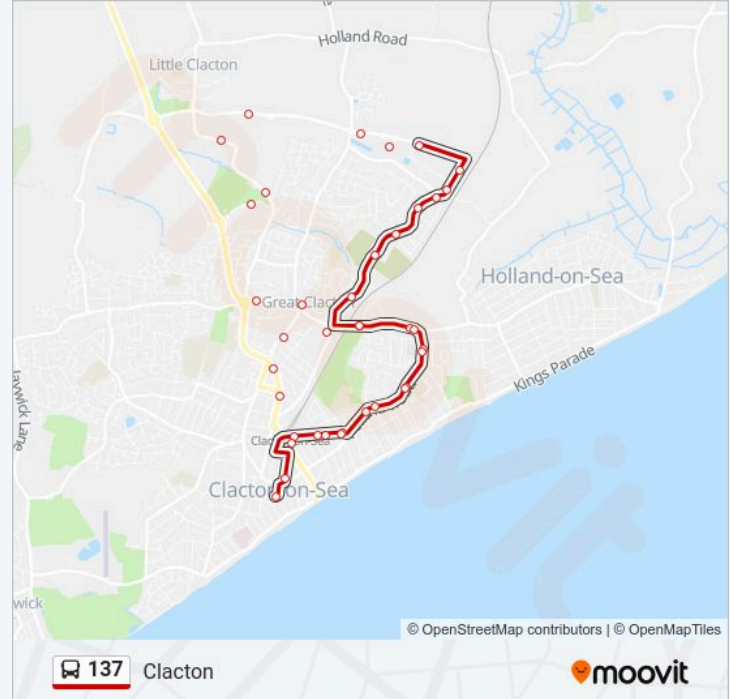 Holland Road
Little Clacton
Holland-on-Sea
Great Clact
Kings Parade
Jaywick Lane
Clac on-Sea
Clacton-on-Sea
wick
© OpenStreetMap contributors | © OpenMapTiles
137 Clacton
moovit